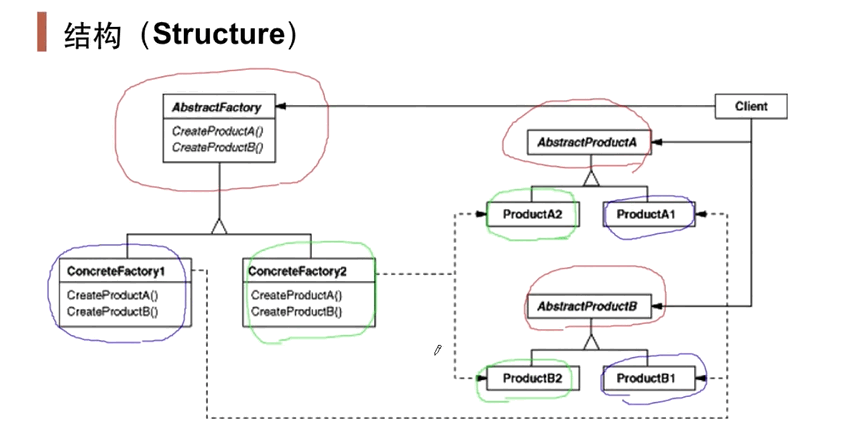 结构（Structure）
AbstractFactory
CreateProductA()
CreateProductB()
Client
AbstractProductA
ProductA2
ProductA1
ConcreteFactory1
CreateProductA()
CreateProductB()
ConcreteFactory2
CreateProductA()
CreateProductB()
AbstractProductB
ProductB2
ProductB1